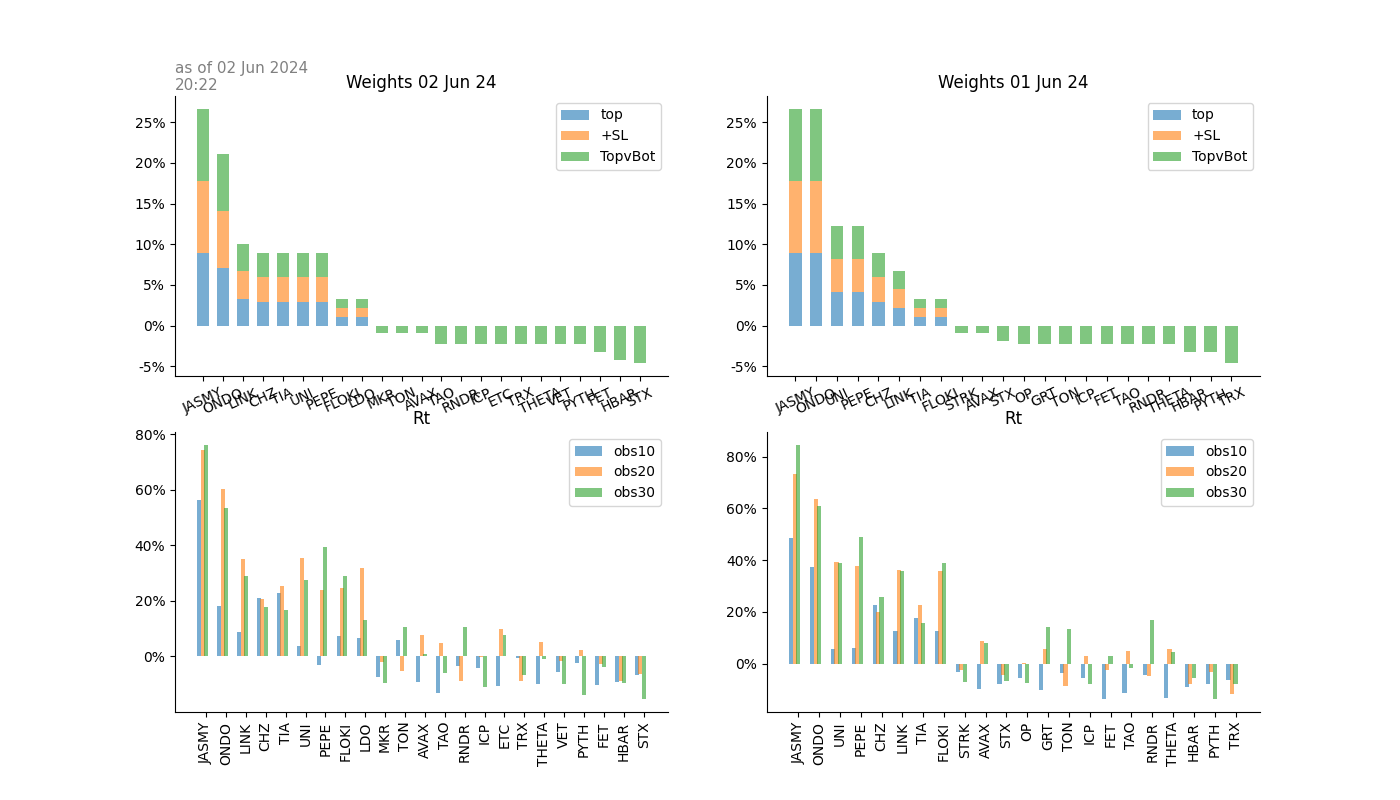 as of 02 Jun 2024
20:22
Weights 02 Jun 24
25%
20%
15%
10%
5%
0%
-5%
top
+SL
TopvBot
JASMY ONDO LINK CHZ TIA UNI PEPE FLOKI LDO MKR TON AVAX TAO RNDR ICP ETC TRX THETA VET PYTH FET HBAR STX
Weights 01 Jun 24
25%
20%
15%
10%
5%
0%
-5%
top
+SL
TopvBot
JASMY ONDO UNI PEPE CHZ LINK TIA FLOKI STRK AVAX STX OP GRT TON ICP FET TAO RNDR THETA HBAR PYTH TRX
Rt
80%
60%
40%
20%
0%
obs10
obs20
obs30
JASMY ONDO LINK CHZ TIA UNI PEPE FLOKI LDO MKR TON AVAX TAO RNDR ICP ETC TRX THETA VET PYTH FET HBAR STX
Rt
80%
60%
40%
20%
0%
obs10
obs20
obs30
JASMY ONDO UNI PEPE CHZ LINK TIA FLOKI STRK AVAX STX OP GRT TON ICP FET TAO RNDR THETA HBAR PYTH TRX